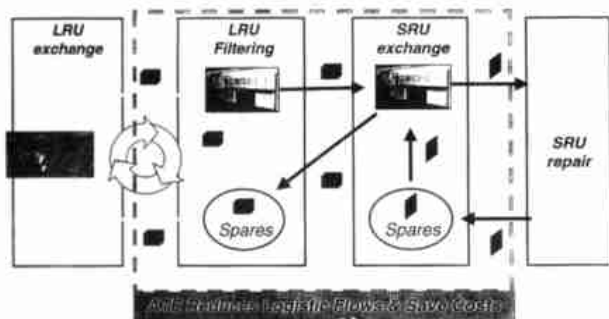 LRU
exchange
LRU
Filtering
SRU
exchange
SRU
repair
Spares
Spares
ATE Reduces Logistic Flows & Save Costs